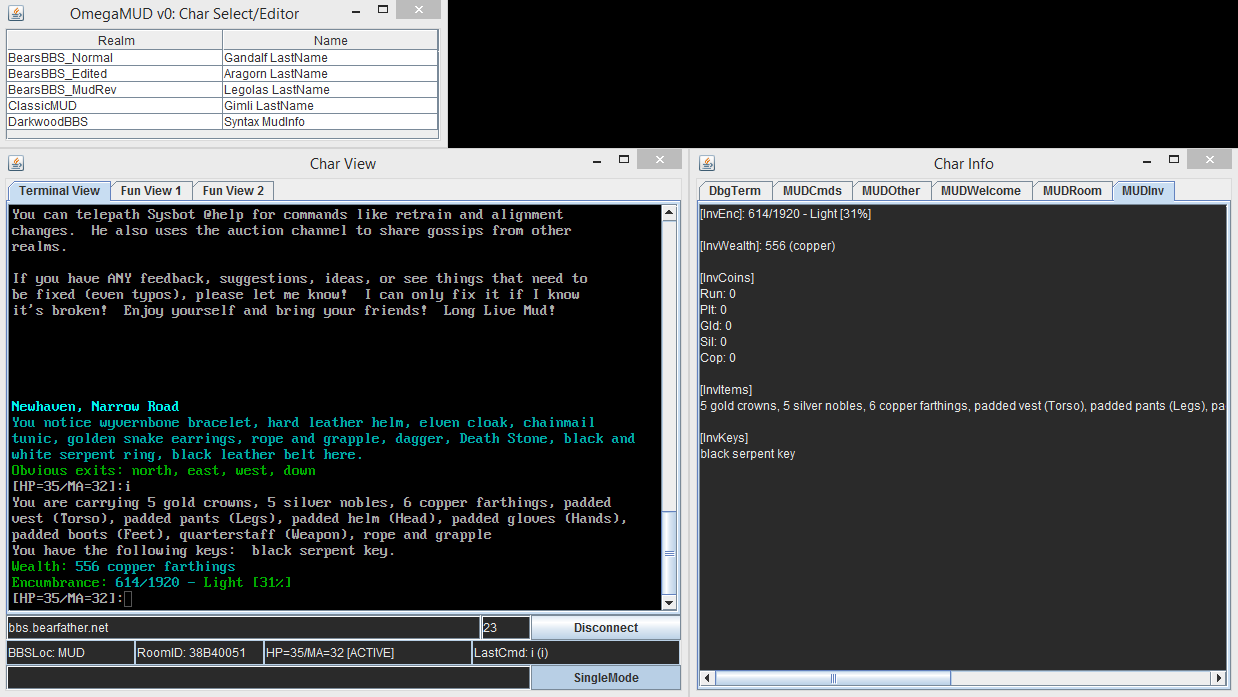 OmegaMUD v0: Char Select/Editor
Realm Name
BearsBBS_Normal Gandalf LastName
BearsBBS_Edited Aragorn LastName
BearsBBS_MudRev Legolas LastName
ClassicMUD Gimli LastName
DarkwoodBBS Syntax MudInfo
Char View
Terminal View Fun View 1 Fun View 2
You can telepath Sysbot @help for commands like retrain and alignment
changes. He also uses the auction channel to share gossips from other
realms.
If you have ANY feedback, suggestions, ideas, or see things that need to
be fixed (even typos), please let me know! I can only fix it if I know
it's broken! Enjoy yourself and bring your friends! Long Live Mud!
Newhaven, Narrow Road
You notice wyvernbone bracelet, hard leather helm, elven cloak, chainmail
tunic, golden snake earrings, rope and grapple, dagger, Death Stone, black and
white serpent ring, black leather belt here.
Obvious exits: north, east, west, down
[HP=35/MA=32]:i
You are carrying 5 gold crowns, 5 silver nobles, 6 copper farthings, padded
vest (Torso), padded pants (Legs), padded helm (Head), padded gloves (Hands),
padded boots (Feet), quarterstaff (Weapon), rope and grapple
You have the following keys: black serpent key.
Wealth: 556 copper farthings
Encumbrance: 614/1920 - Light [31%]
[HP=35/MA=32]:
bbs.bearfather.net 23 Disconnect
BBSLoc: MUD RoomID: 38B40051 HP=35/MA=32 [ACTIVE] LastCmd: i (i)
SingleMode
Char Info
DbgTerm MUDCmds MUDOther MUDWelcome MUDRoom MUDInv
[InvEnc]: 614/1920 - Light [31%]
[InvWealth]: 556 (copper)
[InvCoins]
Run: 0
Plt: 0
Gld: 0
Sil: 0
Cop: 0
[InvItems]
5 gold crowns, 5 silver nobles, 6 copper farthings, padded vest (Torso), padded pants (Legs), pa
[InvKeys]
black serpent key